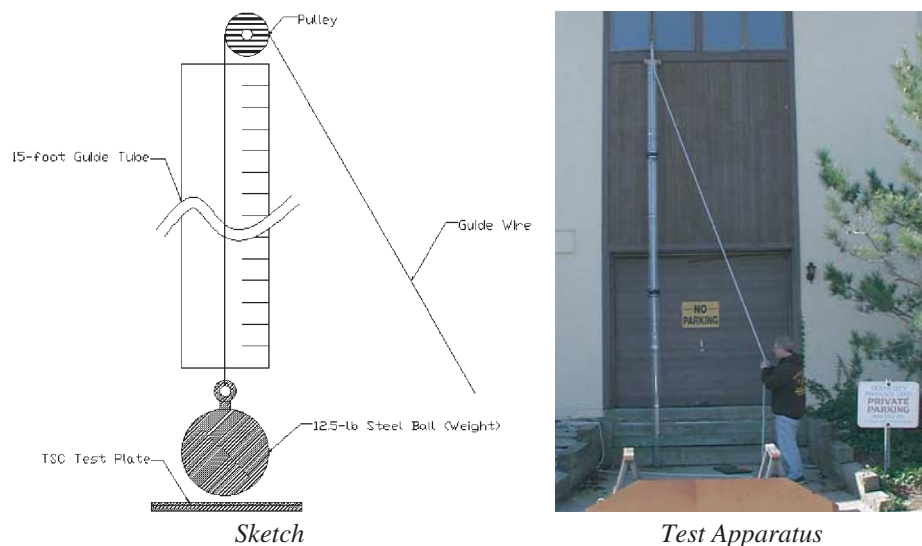 Pulley
15-foot Guide Tube
Guide Wire
12.5-lb Steel Ball (Weight)
TSC Test Plate
Sketch
NO
PARKING
PRIVATE
PARKING
Test Apparatus